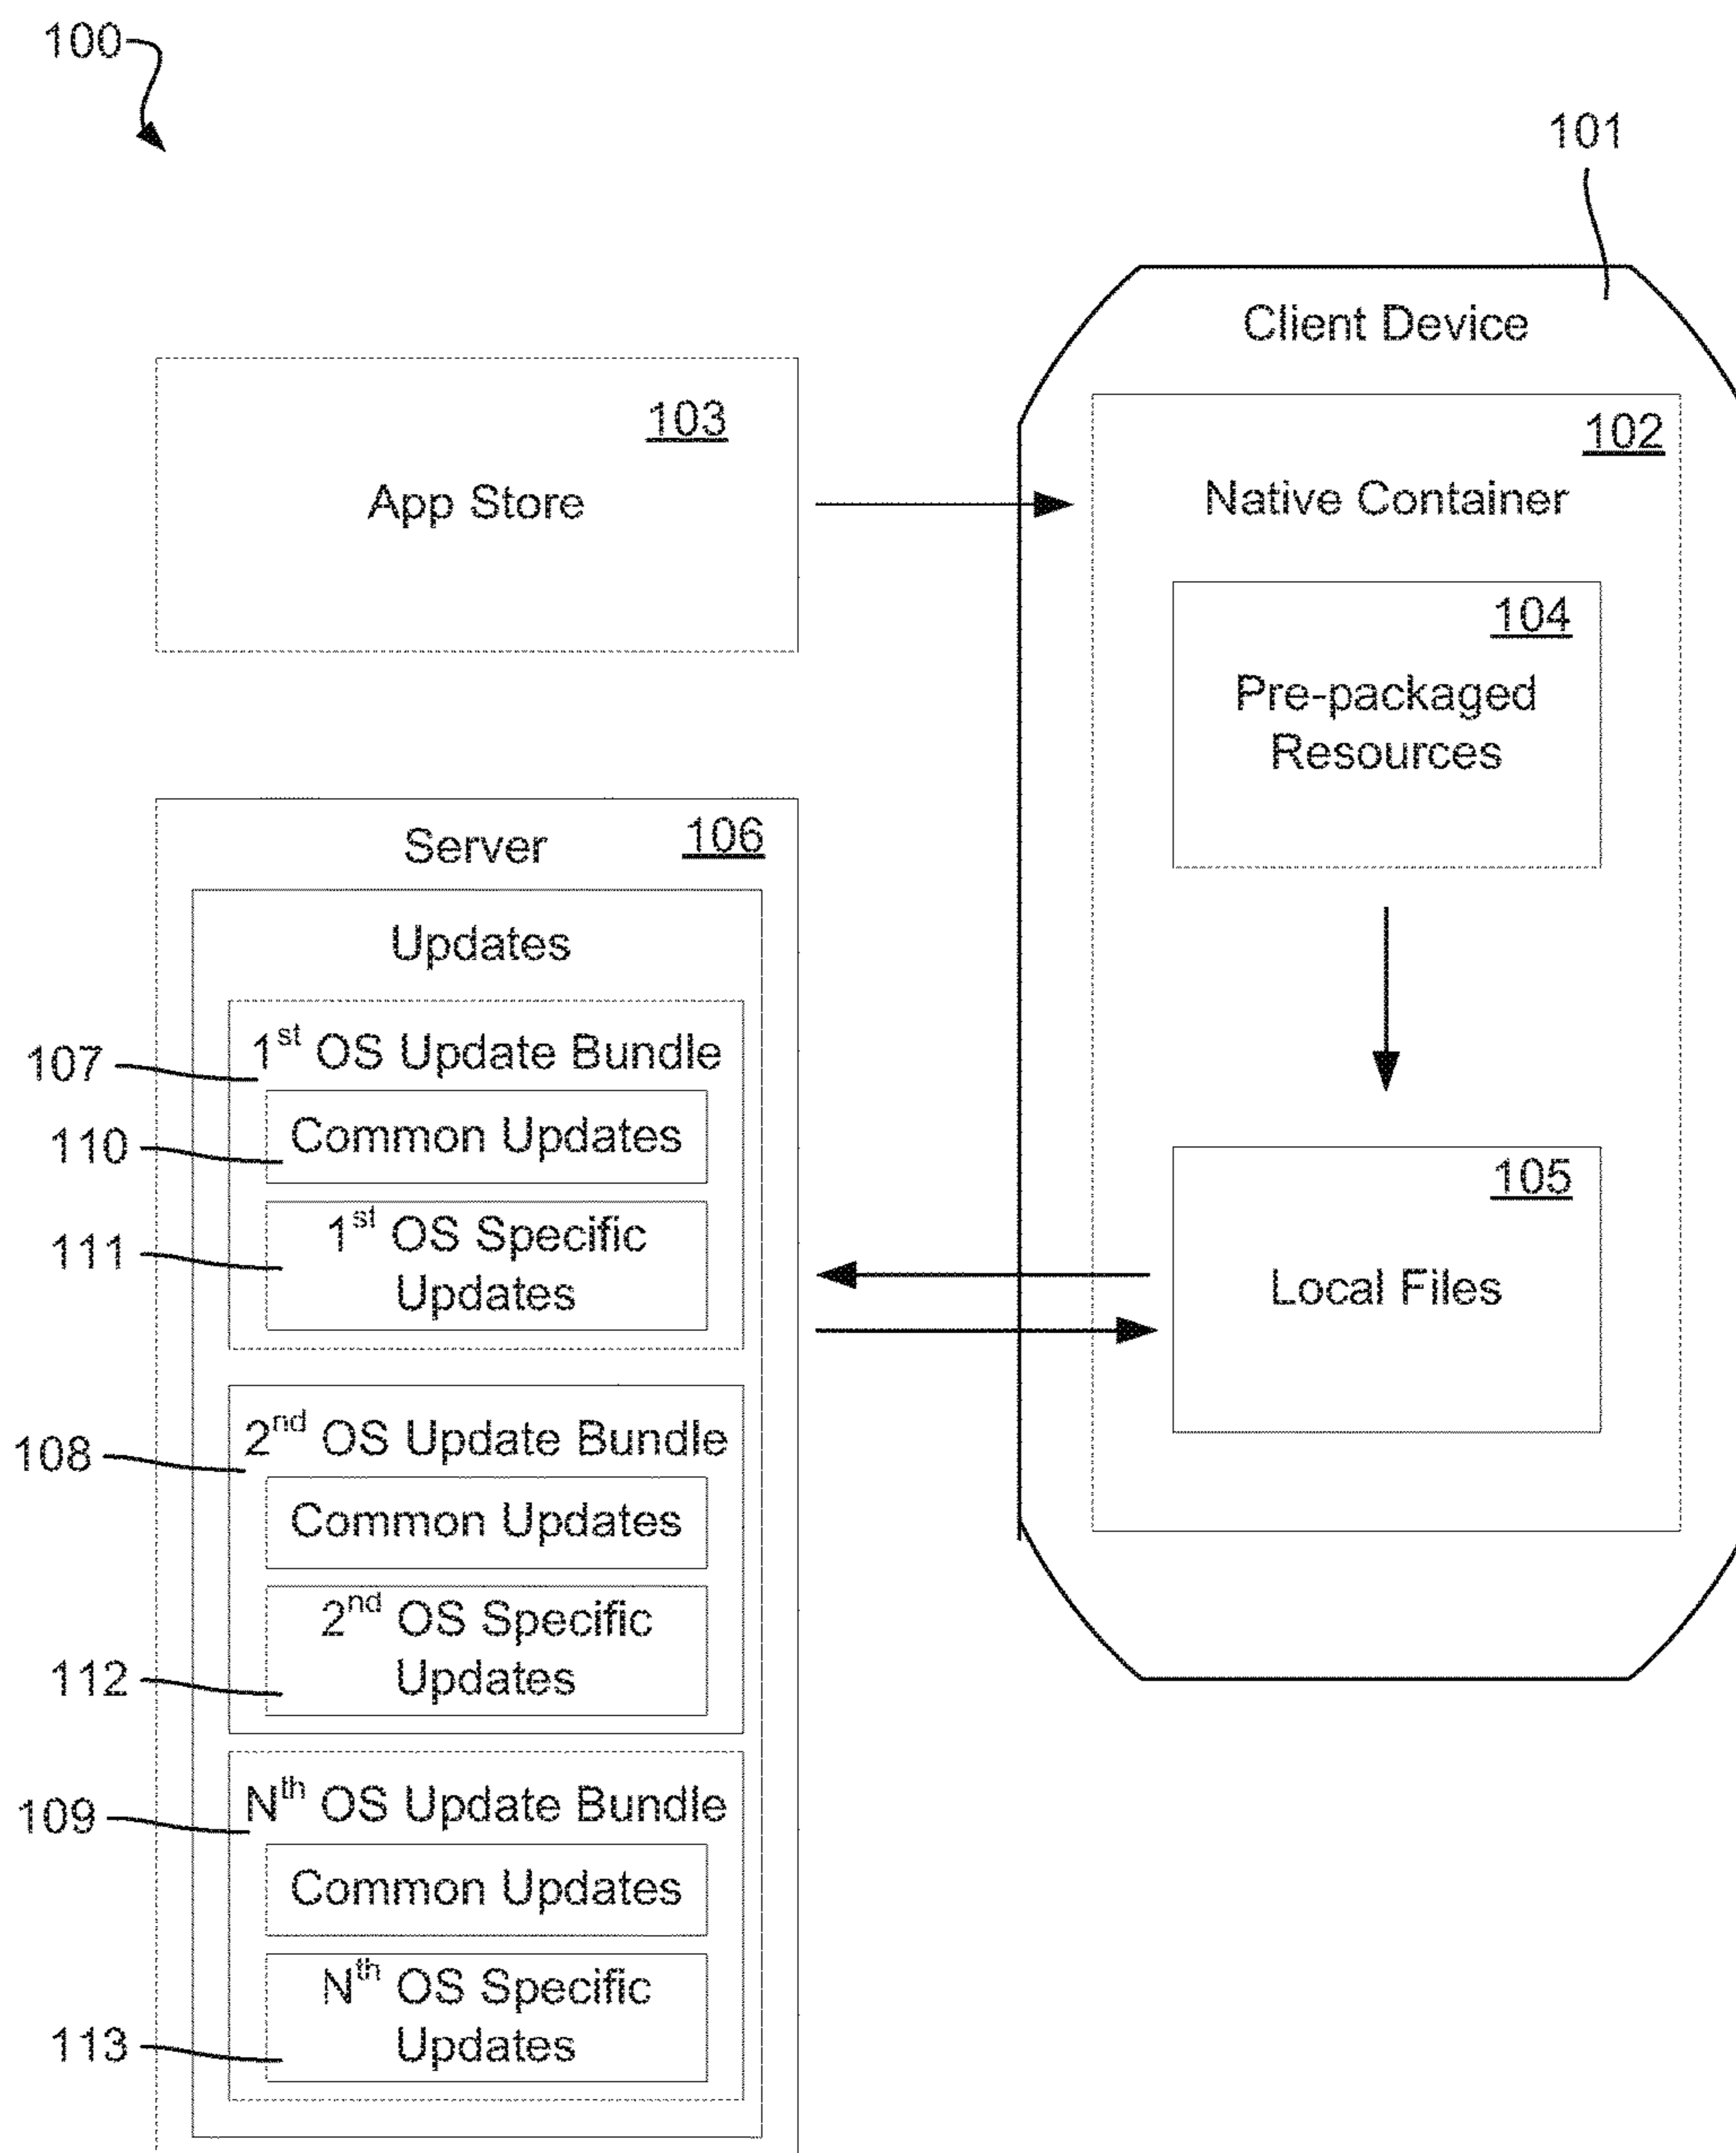 100
101
Client Device
103
App Store
102
Native Container
104
Pre-packaged
Resources
106
Server
Updates
107
1st OS Update Bundle
110
Common Updates
111
1st OS Specific
Updates
105
Local Files
108
2nd OS Update Bundle
Common Updates
112
2nd OS Specific
Updates
109
Nth OS Update Bundle
Common Updates
113
Nth OS Specific
Updates